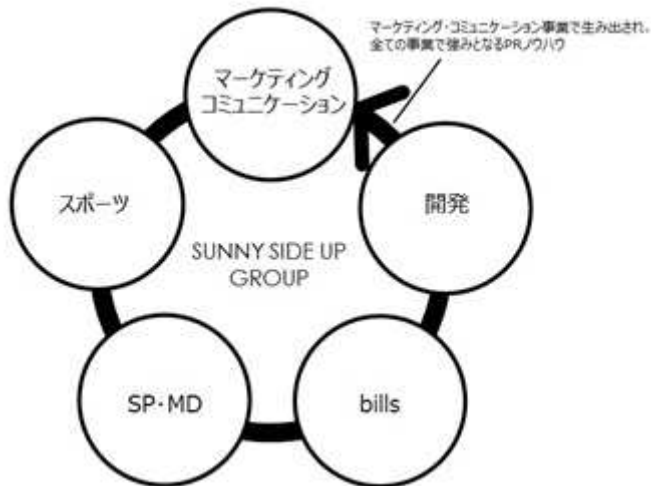 マーケティング・コミュニケーション事業で生み出され、
全ての事業で強みとなるPRノウハウ
マーケティング
コミュニケーション
スポーツ
開発
SUNNY SIDE UP
GROUP
SP・MD
bills